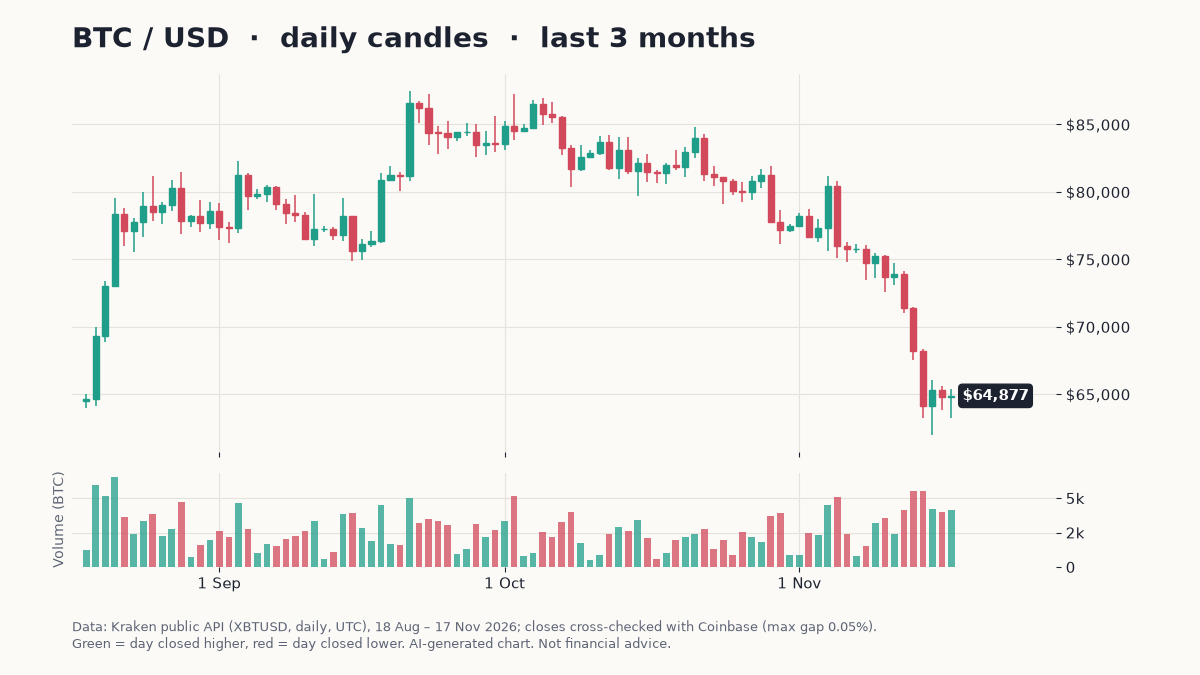 BTC / USD · daily candles · last 3 months
$85,000
$80,000
$75,000
$70,000
$65,000
$64,877
Volume (BTC)
5k
2k
0
1 Sep
1 Oct
1 Nov
Data: Kraken public API (XBTUSD, daily, UTC), 18 Aug – 17 Nov 2026; closes cross-checked with Coinbase (max gap 0.05%).
Green = day closed higher, red = day closed lower. AI-generated chart. Not financial advice.